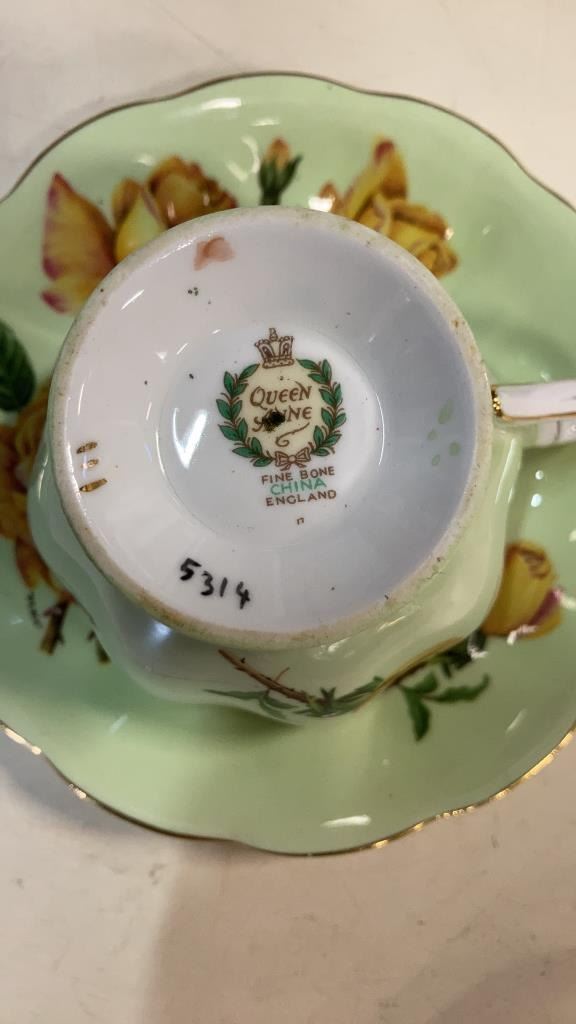 QUEEN
ANNE
FINE BONE
CHINA
ENGLAND
5314